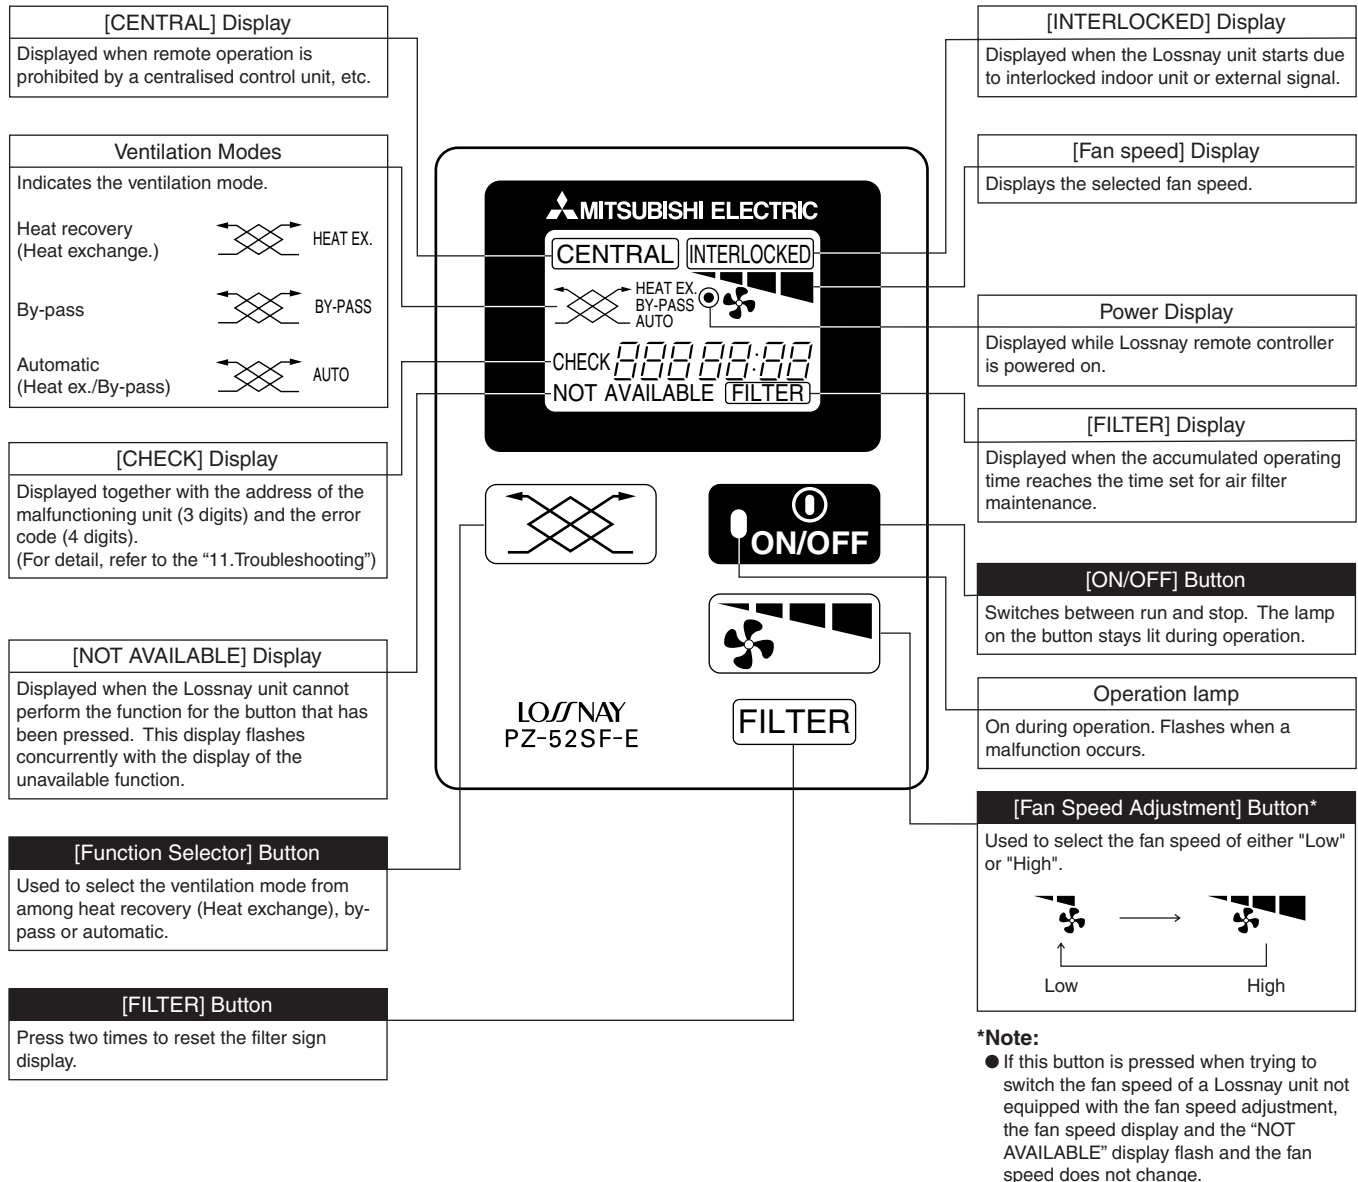 [CENTRAL] Display
Displayed when remote operation is
prohibited by a centralised control unit, etc.
Ventilation Modes
Indicates the ventilation mode.
Heat recovery
(Heat exchange.)
HEAT EX.
By-pass
BY-PASS
Automatic
(Heat ex./By-pass)
AUTO
[CHECK] Display
Displayed together with the address of the
malfunctioning unit (3 digits) and the error
code (4 digits).
(For detail, refer to the “11.Troubleshooting”)
[NOT AVAILABLE] Display
Displayed when the Lossnay unit cannot
perform the function for the button that has
been pressed. This display flashes
concurrently with the display of the
unavailable function.
[Function Selector] Button
Used to select the ventilation mode from
among heat recovery (Heat exchange), by-
pass or automatic.
[FILTER] Button
Press two times to reset the filter sign
display.
MITSUBISHI ELECTRIC
CENTRAL INTERLOCKED
HEAT EX.
BY-PASS
AUTO
CHECK 888 88:88
NOT AVAILABLE FILTER
ON/OFF
LOSSNAY
PZ-52SF-E
FILTER
[INTERLOCKED] Display
Displayed when the Lossnay unit starts due
to interlocked indoor unit or external signal.
[Fan speed] Display
Displays the selected fan speed.
Power Display
Displayed while Lossnay remote controller
is powered on.
[FILTER] Display
Displayed when the accumulated operating
time reaches the time set for air filter
maintenance.
[ON/OFF] Button
Switches between run and stop. The lamp
on the button stays lit during operation.
Operation lamp
On during operation. Flashes when a
malfunction occurs.
[Fan Speed Adjustment] Button*
Used to select the fan speed of either "Low"
or "High".
Low High
*Note:
● If this button is pressed when trying to
switch the fan speed of a Lossnay unit not
equipped with the fan speed adjustment,
the fan speed display and the “NOT
AVAILABLE” display flash and the fan
speed does not change.